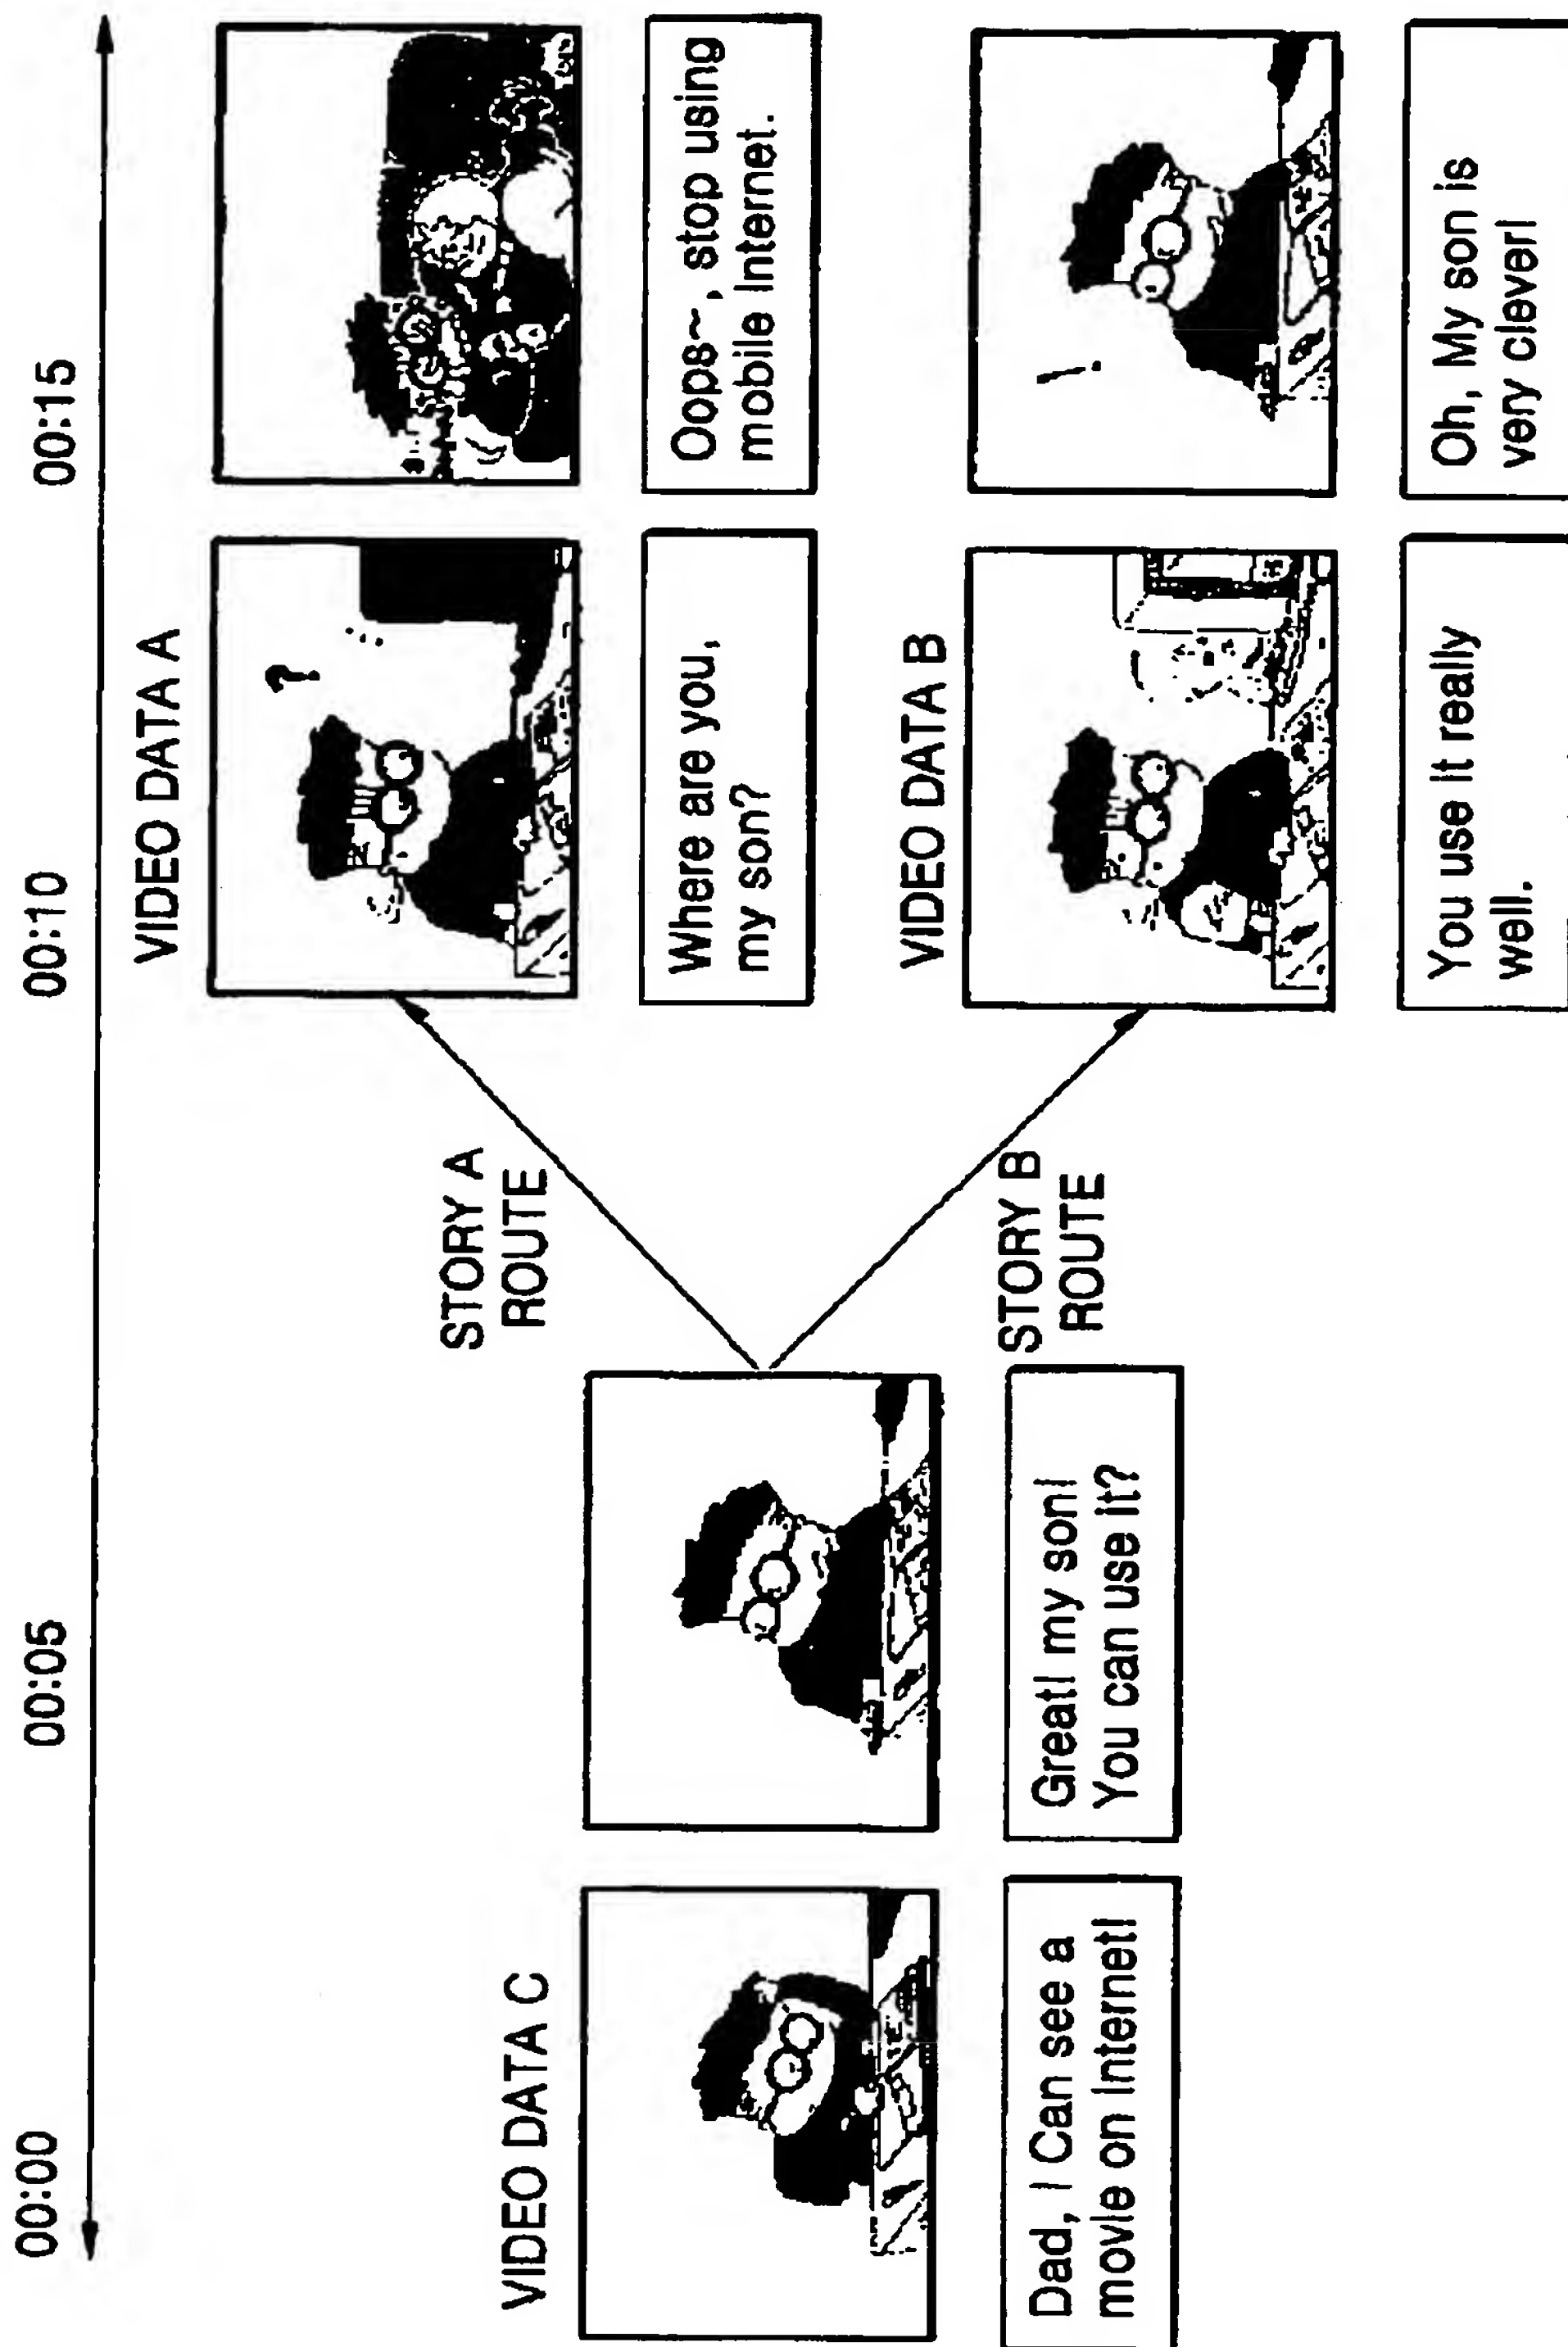 00:00
00:05
00:10
00:15
VIDEO DATA C
Dad, I Can see a
movie on Internet!
Great! my son!
You can use it?
STORY A
ROUTE
STORY B
ROUTE
VIDEO DATA A
?
Where are you,
my son?
Oops~, stop using
mobile Internet.
VIDEO DATA B
You use it really
well.
Oh, My son is
very clever!